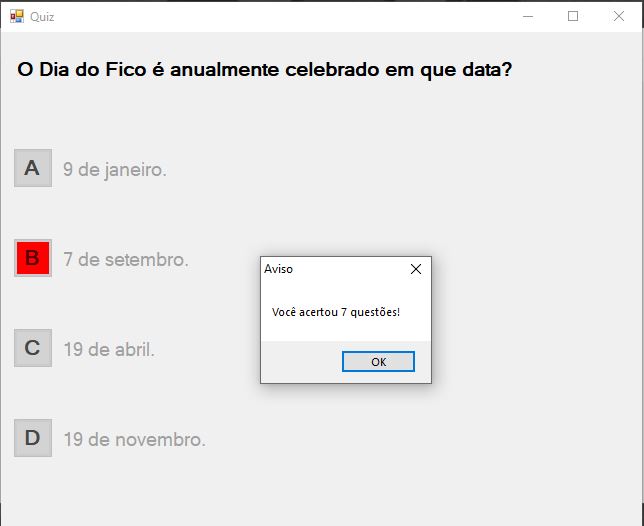 Quiz
O Dia do Fico é anualmente celebrado em que data?
A 9 de janeiro.
B 7 de setembro.
C 19 de abril.
D 19 de novembro.
Aviso
Você acertou 7 questões!
OK